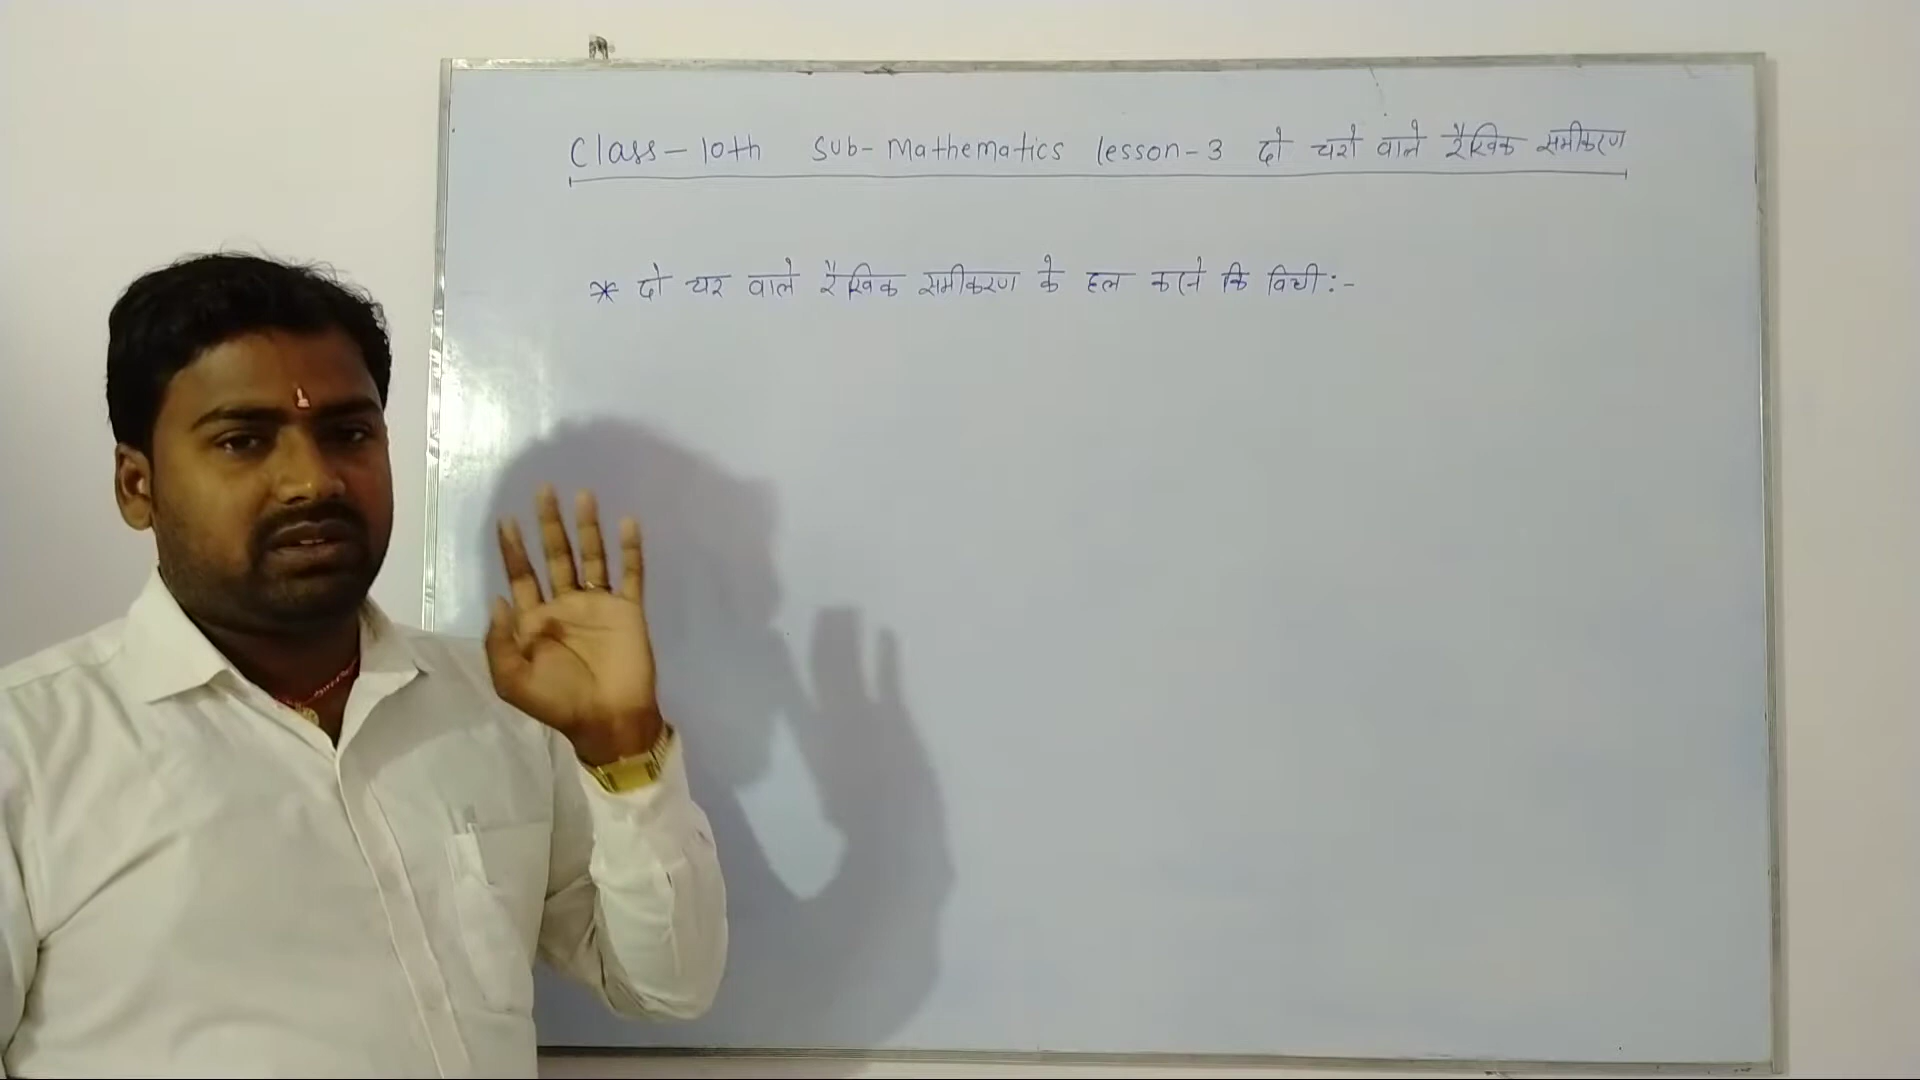 Class-10th Sub-Mathematics lesson-3 दो चरो वाले रैखिक समीकरण
* दो चर वाले रैखिक समीकरण के हल करने कि विधी:-